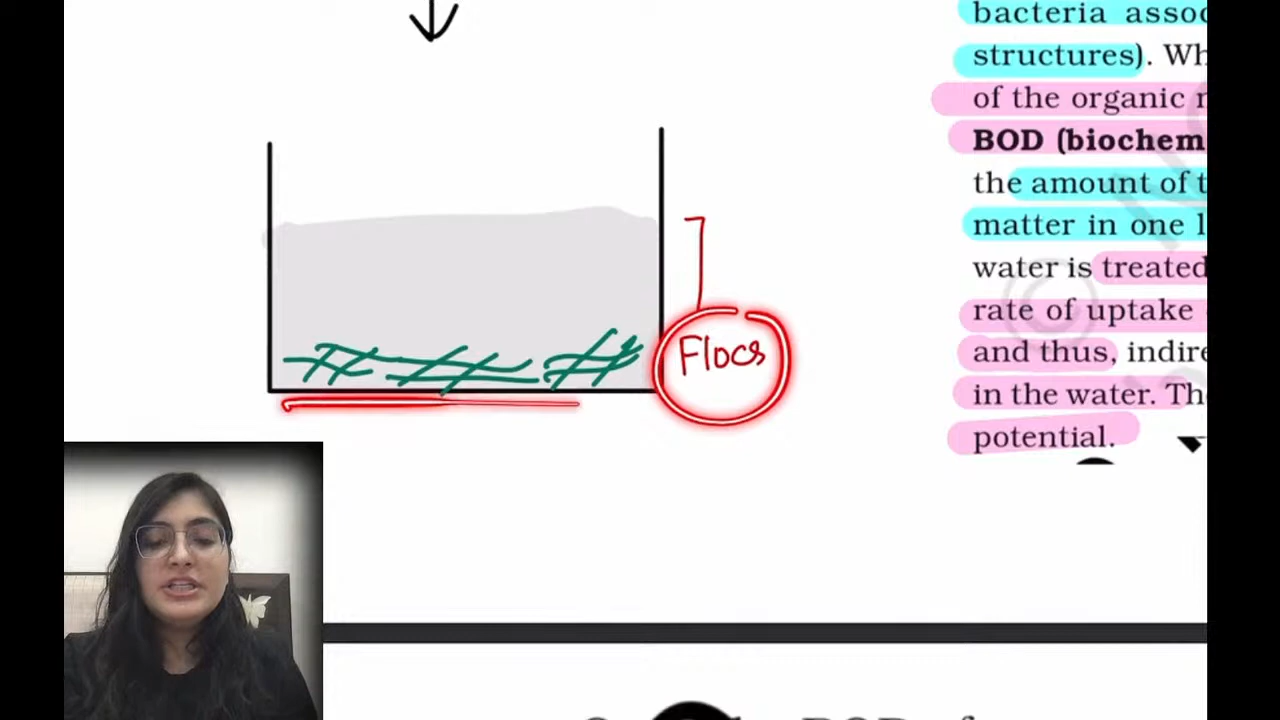 Flocs
bacteria assoc
structures). Wh
of the organic
BOD (biochem
the amount of t
matter in one l
water is treated
rate of uptake
and thus, indire
in the water. Th
potential.